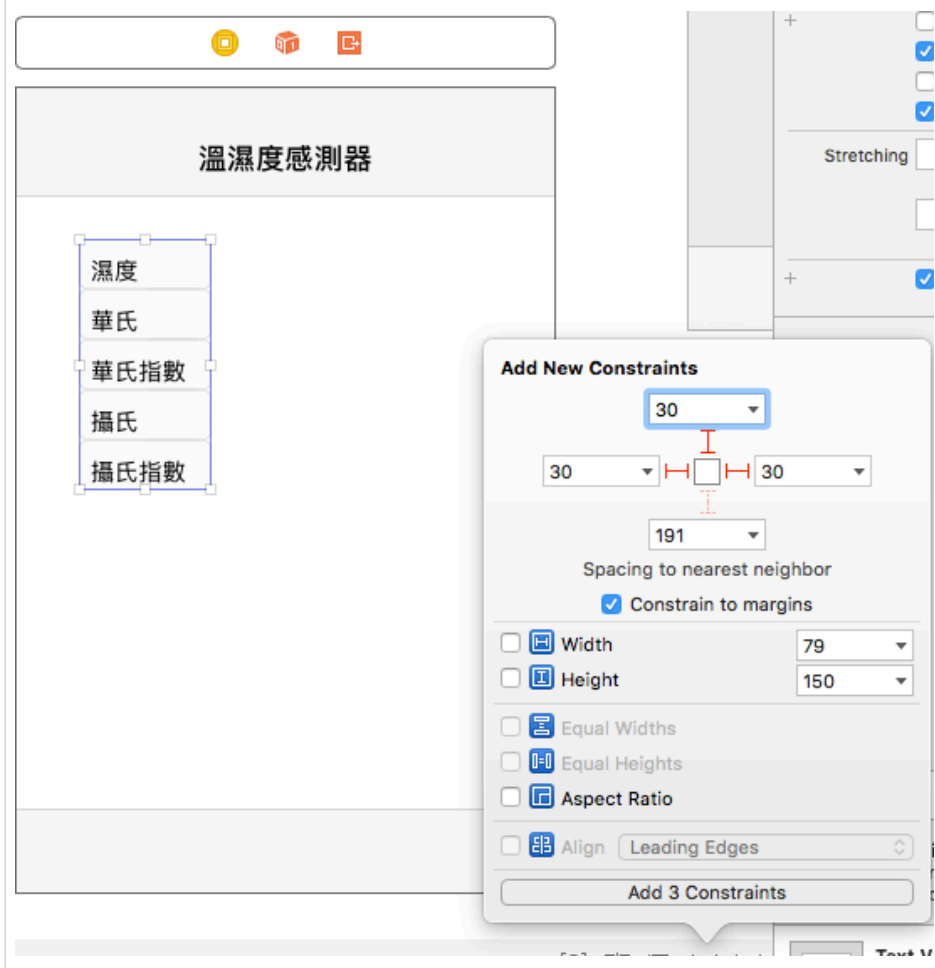 溫濕度感測器
濕度
華氏
華氏指數
攝氏
攝氏指數
Stretching
Add New Constraints
30
30 30
191
Spacing to nearest neighbor
Constrain to margins
Width 79
Height 150
Equal Widths
Equal Heights
Aspect Ratio
Align Leading Edges
Add 3 Constraints
Text V